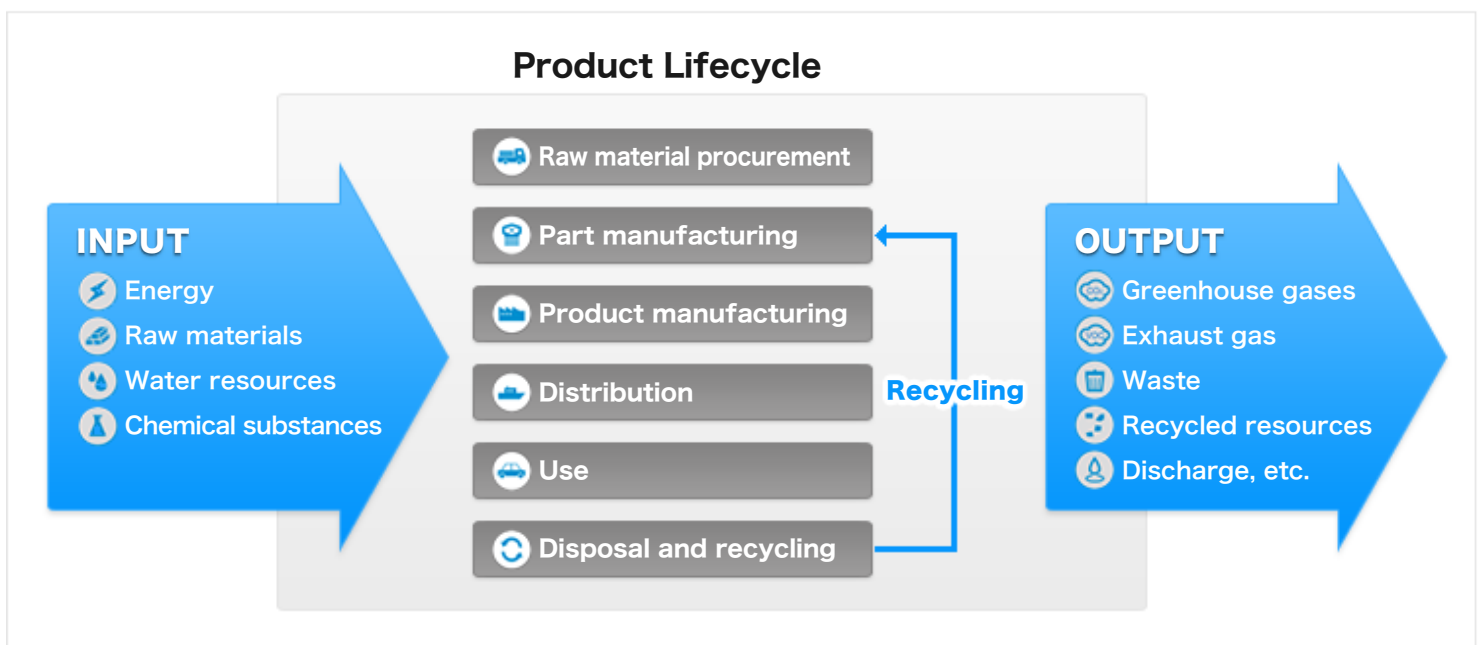 Product Lifecycle
INPUT
Energy
Raw materials
Water resources
Chemical substances
Raw material procurement
Part manufacturing
Product manufacturing
Distribution
Use
Disposal and recycling
Recycling
OUTPUT
Greenhouse gases
Exhaust gas
Waste
Recycled resources
Discharge, etc.